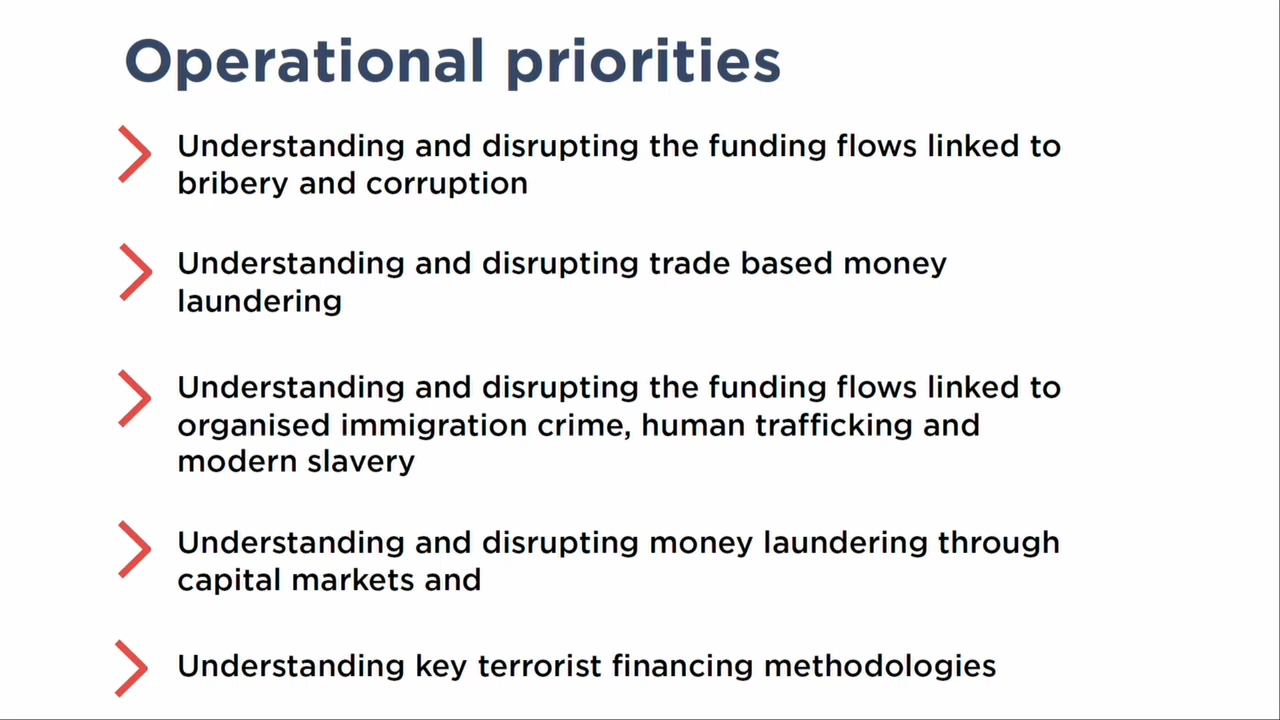 Operational priorities
Understanding and disrupting the funding flows linked to
bribery and corruption
Understanding and disrupting trade based money
laundering
Understanding and disrupting the funding flows linked to
organised immigration crime, human trafficking and
modern slavery
Understanding and disrupting money laundering through
capital markets and
Understanding key terrorist financing methodologies